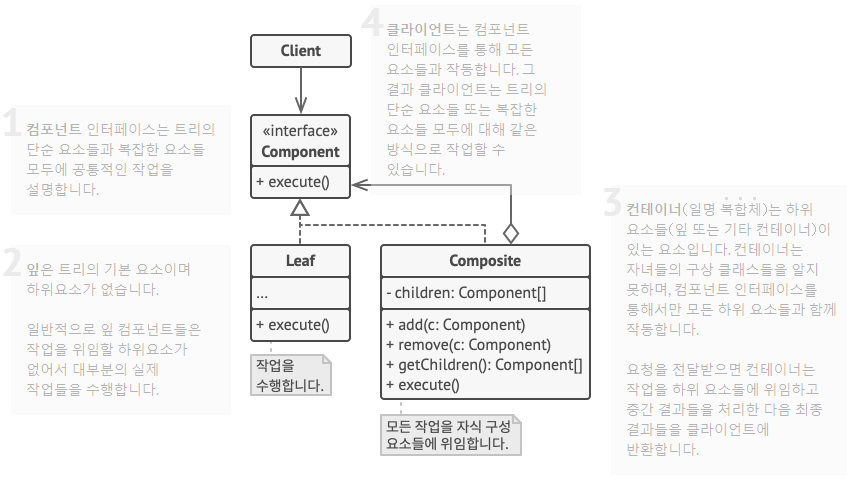 1
컴포넌트 인터페이스는 트리의
단순 요소들과 복잡한 요소들
모두에 공통적인 작업을
설명합니다.
2
잎은 트리의 기본 요소이며
하위요소가 없습니다.
일반적으로 잎 컴포넌트들은
작업을 위임할 하위요소가
없어서 대부분의 실제
작업들을 수행합니다.
Client
«interface»
Component
+ execute()
Leaf
...
+ execute()
작업을
수행합니다.
Composite
- children: Component[]
+ add(c: Component)
+ remove(c: Component)
+ getChildren(): Component[]
+ execute()
모든 작업을 자식 구성
요소들에 위임합니다.
4
클라이언트는 컴포넌트
인터페이스를 통해 모든
요소들과 작동합니다. 그
결과 클라이언트는 트리의
단순 요소들 또는 복잡한
요소들 모두에 대해 같은
방식으로 작업할 수
있습니다.
3
컨테이너(일명 복합체)는 하위
요소들(잎 또는 기타 컨테이너)이
있는 요소입니다. 컨테이너는
자녀들의 구상 클래스들을 알지
못하며, 컴포넌트 인터페이스를
통해서만 모든 하위 요소들과 함께
작동합니다.
요청을 전달받으면 컨테이너는
작업을 하위 요소들에 위임하고
중간 결과들을 처리한 다음 최종
결과들을 클라이언트에
반환합니다.